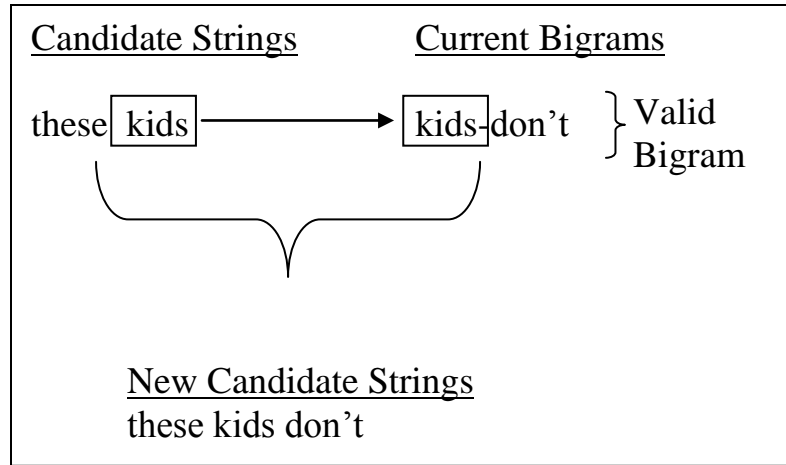 Candidate Strings Current Bigrams
these kids kids-don’t Valid
Bigram
New Candidate Strings
these kids don’t